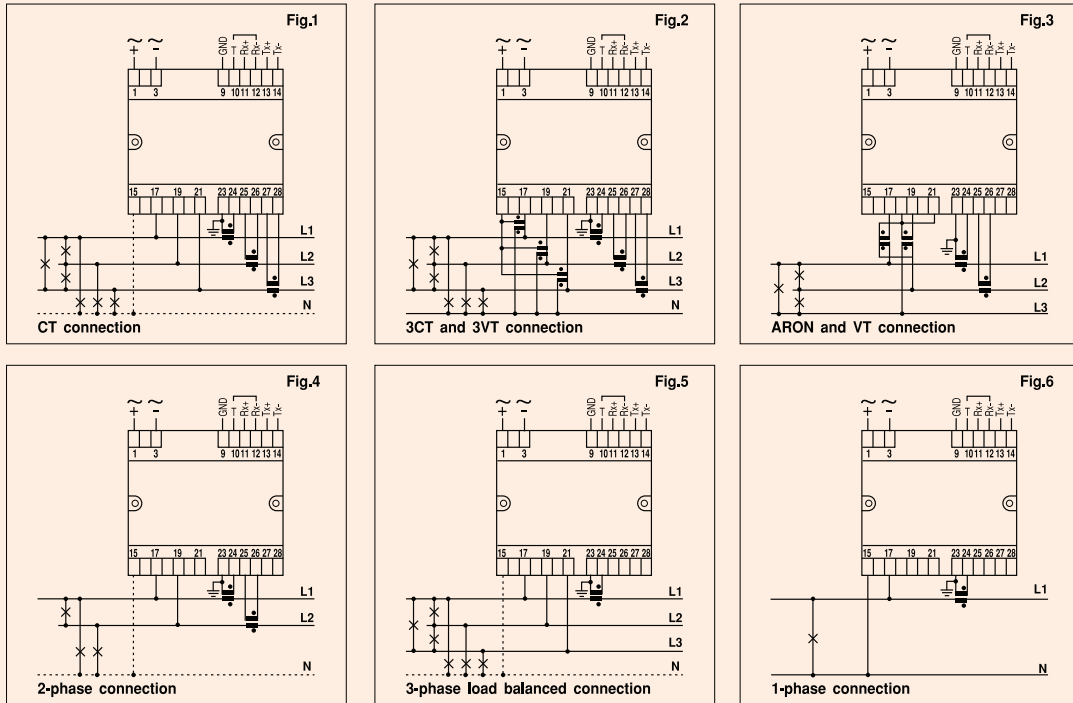 Fig.1
~ ~
+ -
GND T Rx+ Rx- Tx+ Tx-
1 3 9 10 11 12 13 14
15 17 19 21 23 24 25 26 27 28
L1
L2
L3
N
CT connection
Fig.2
~ ~
+ -
GND T Rx+ Rx- Tx+ Tx-
1 3 9 10 11 12 13 14
15 17 19 21 23 24 25 26 27 28
L1
L2
L3
N
3CT and 3VT connection
Fig.3
~ ~
+ -
GND T Rx+ Rx- Tx+ Tx-
1 3 9 10 11 12 13 14
15 17 19 21 23 24 25 26 27 28
L1
L2
L3
ARON and VT connection
Fig.4
~ ~
+ -
GND T Rx+ Rx- Tx+ Tx-
1 3 9 10 11 12 13 14
15 17 19 21 23 24 25 26 27 28
L1
L2
N
2-phase connection
Fig.5
~ ~
+ -
GND T Rx+ Rx- Tx+ Tx-
1 3 9 10 11 12 13 14
15 17 19 21 23 24 25 26 27 28
L1
L2
L3
N
3-phase load balanced connection
Fig.6
~ ~
+ -
GND T Rx+ Rx- Tx+ Tx-
1 3 9 10 11 12 13 14
15 17 19 21 23 24 25 26 27 28
L1
N
1-phase connection